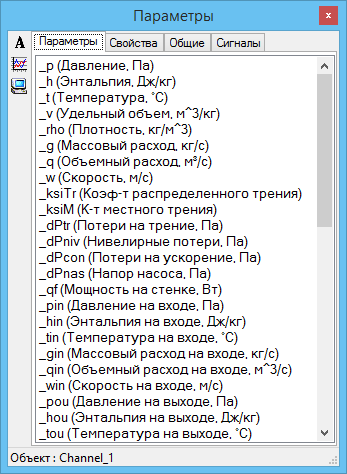 Параметры
x
A
Параметры Свойства Общие Сигналы
_p (Давление, Па)
_h (Энтальпия, Дж/кг)
_t (Температура, °C)
_v (Удельный объем, м^3/кг)
_rho (Плотность, кг/м^3)
_g (Массовый расход, кг/с)
_q (Объемный расход, м³/с)
_w (Скорость, м/с)
_ksiTr (Коэф-т распределенного трения)
_ksiM (К-т местного трения)
_dPtr (Потери на трение, Па)
_dPniv (Нивелирные потери, Па)
_dPcon (Потери на ускорение, Па)
_dPnas (Напор насоса, Па)
_qf (Мощность на стенке, Вт)
_pin (Давление на входе, Па)
_hin (Энтальпия на входе, Дж/кг)
_tin (Температура на входе, °C)
_gin (Массовый расход на входе, кг/с)
_qin (Объемный расход на входе, м^3/с)
_win (Скорость на входе, м/с)
_pou (Давление на выходе, Па)
_hou (Энтальпия на выходе, Дж/кг)
_tou (Температура на выходе, °C)
Объект : Channel_1